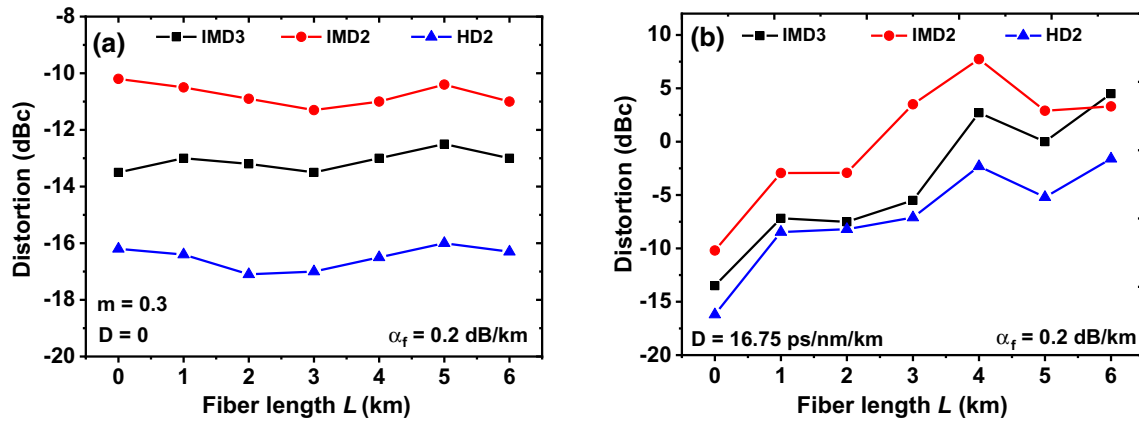 (a)
IMD3 IMD2 HD2
Distortion (dBc)
-8
-10
-12
-14
-16
-18
-20
m = 0.3
D = 0
αf = 0.2 dB/km
0 1 2 3 4 5 6
Fiber length L (km)
(b)
IMD3 IMD2 HD2
Distortion (dBc)
10
5
0
-5
-10
-15
-20
D = 16.75 ps/nm/km
αf = 0.2 dB/km
0 1 2 3 4 5 6
Fiber length L (km)